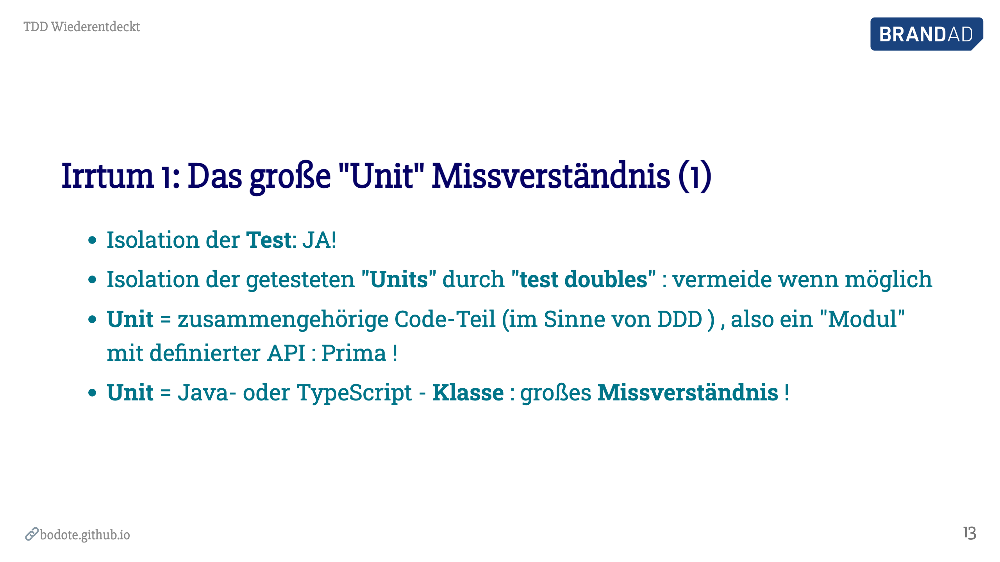 TDD Wiederentdeckt
BRANDAD
Irrtum 1: Das große "Unit" Missverständnis (1)
• Isolation der Test: JA!
• Isolation der getesteten "Units" durch "test doubles" : vermeide wenn möglich
• Unit = zusammengehörige Code-Teil (im Sinne von DDD ) , also ein "Modul"
mit definierter API : Prima !
• Unit = Java- oder TypeScript - Klasse : großes Missverständnis !
🔗bodote.github.io
13